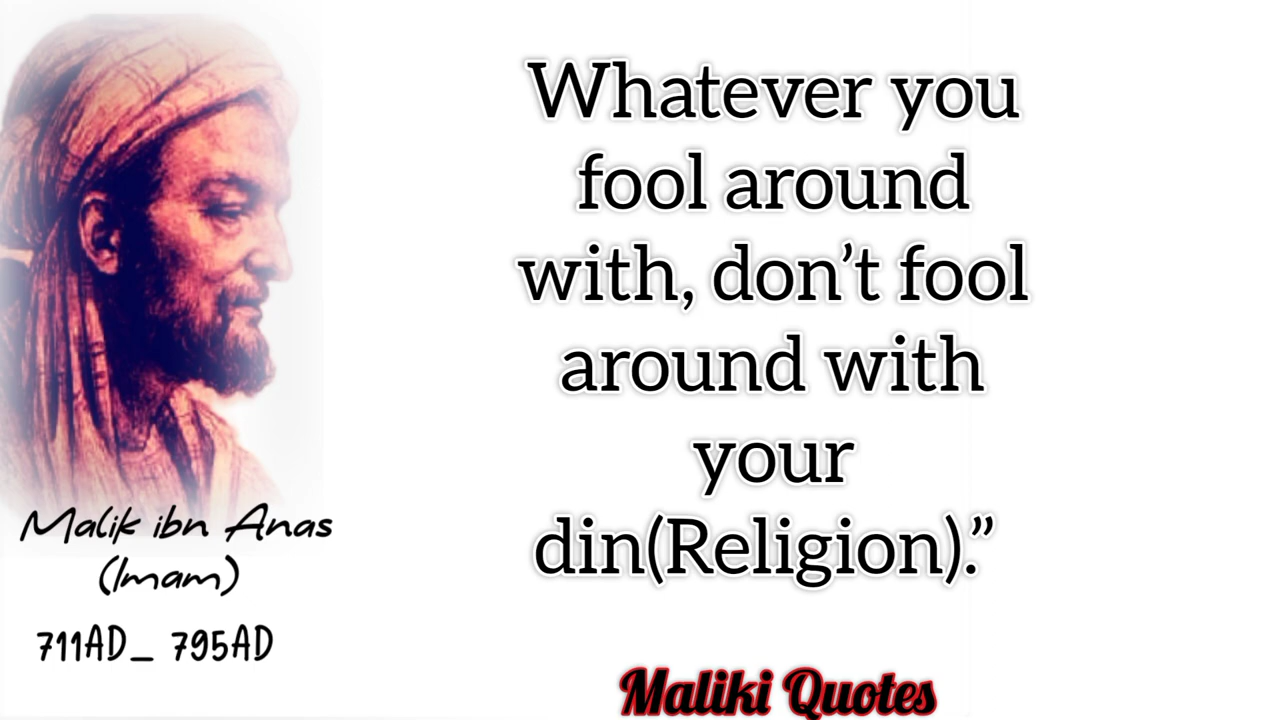 Whatever you
fool around
with, don’t fool
around with
your
din(Religion).”
Malik ibn Anas
(Imam)
711AD_ 795AD
Maliki Quotes